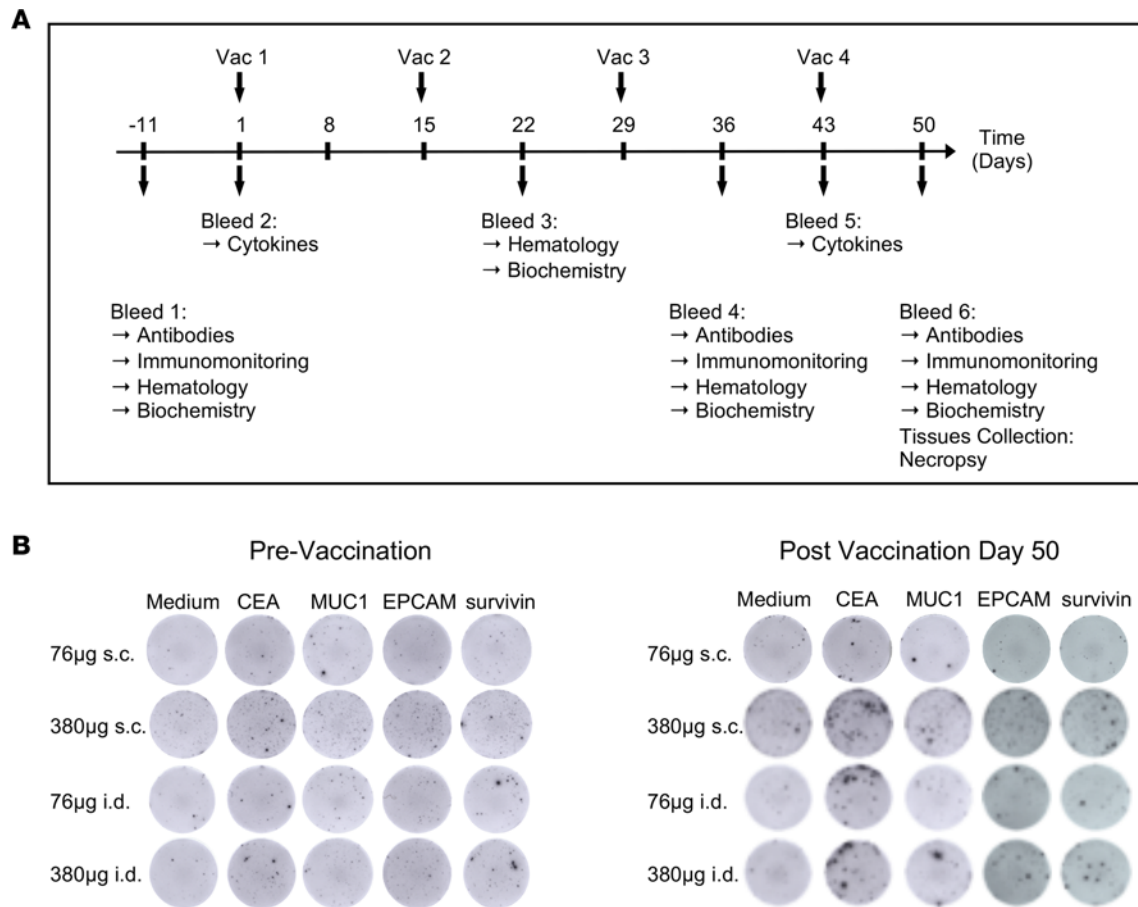 A
Vac 1 Vac 2 Vac 3 Vac 4
-11 1 8 15 22 29 36 43 50
Time
(Days)
Bleed 2:
→ Cytokines
Bleed 3:
→ Hematology
→ Biochemistry
Bleed 5:
→ Cytokines
Bleed 1:
→ Antibodies
→ Immunomonitoring
→ Hematology
→ Biochemistry
Bleed 4:
→ Antibodies
→ Immunomonitoring
→ Hematology
→ Biochemistry
Bleed 6:
→ Antibodies
→ Immunomonitoring
→ Hematology
→ Biochemistry
Tissues Collection:
Necropsy
B
Pre-Vaccination
Medium CEA MUC1 EPCAM survivin
76µg s.c.
380µg s.c.
76µg i.d.
380µg i.d.
Post Vaccination Day 50
Medium CEA MUC1 EPCAM survivin
76µg s.c.
380µg s.c.
76µg i.d.
380µg i.d.